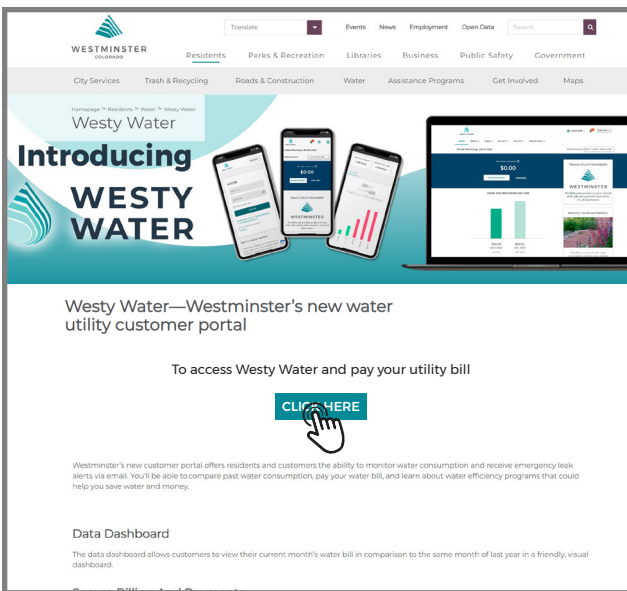 Translate
Events News Employment Open Data Search
WESTMINSTER
COLORADO
Residents Parks & Recreation Libraries Business Public Safety Government
City Services Trash & Recycling Roads & Construction Water Assistance Programs Get Involved Maps
Homepage > Residents > Water > Westy Water
Westy Water
Introducing
WESTY
WATER
LOGIN
$0.00
$0.00
WESTMINSTER
WESTMINSTER
Westy Water—Westminster's new water
utility customer portal
To access Westy Water and pay your utility bill
CLICK HERE
Westminster's new customer portal offers residents and customers the ability to monitor water consumption and receive emergency leak
alerts via email. You'll be able to compare past water consumption, pay your water bill, and learn about water efficiency programs that could
help you save water and money.
Data Dashboard
The data dashboard allows customers to view their current month's water bill in comparison to the same month of last year in a friendly, visual
dashboard.